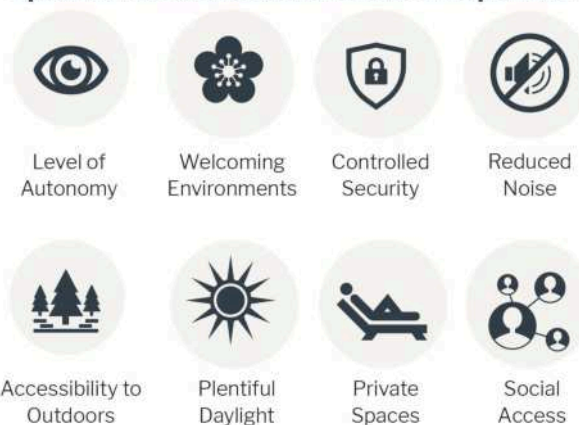 Level of
Autonomy
Welcoming
Environments
Controlled
Security
Reduced
Noise
Accessibility to
Outdoors
Plentiful
Daylight
Private
Spaces
Social
Access